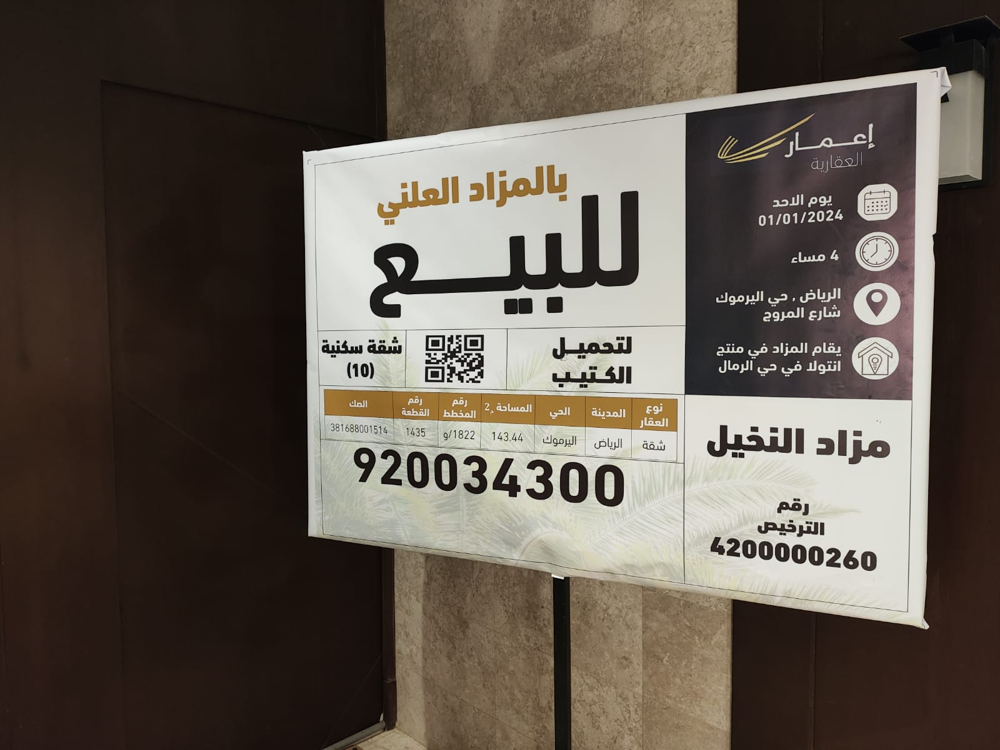 إعمار
العقارية
يوم الاحد
01/01/2024
4 مساء
الرياض , حي اليرموك
شارع المروج
يقام المزاد في منتج
انتولا في حي الرمال
مزاد النخيل
رقم
الترخيص
4200000260
بالمزاد العلني
للبيع
لتحميل
الكتيب
شقة سكنية
(10)
نوع العقار المدينة الحي المساحة م2 رقم المخطط رقم القطعة الصك
شقة الرياض اليرموك 143.44 1822/و 1435 381688001514
920034300